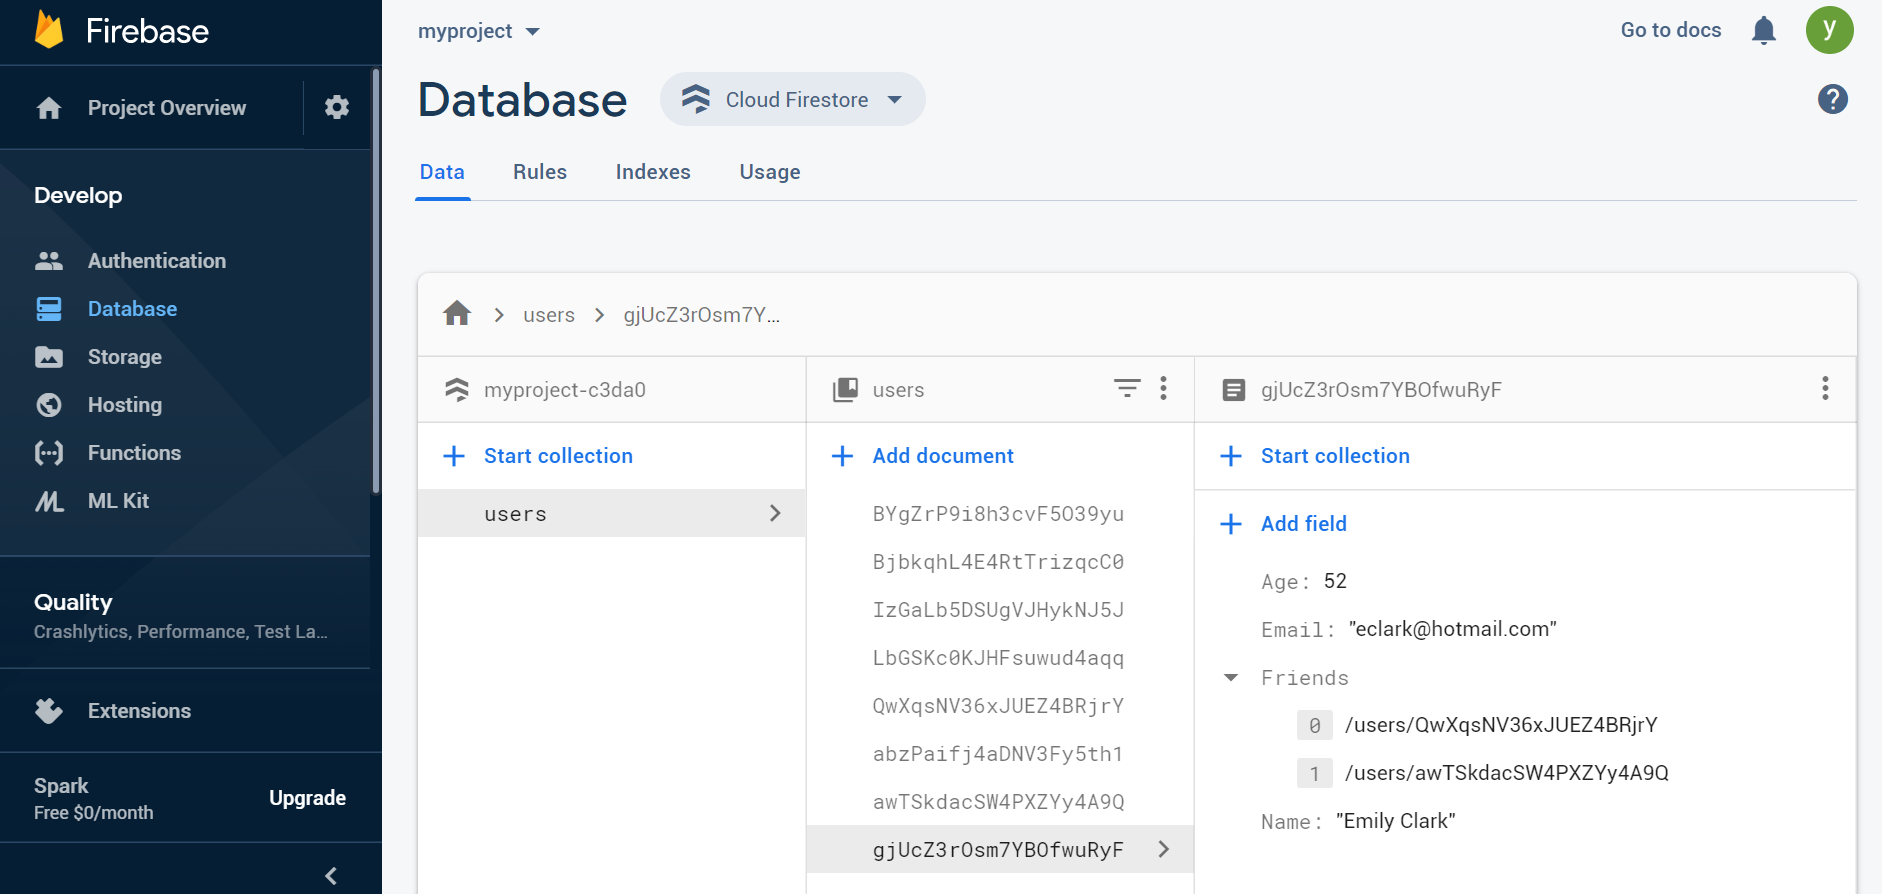 Firebase
Project Overview
Develop
Authentication
Database
Storage
Hosting
Functions
ML Kit
Quality
Crashlytics, Performance, Test La...
Extensions
Spark
Free $0/month
Upgrade
myproject
Go to docs
y
Database
Cloud Firestore
?
Data
Rules
Indexes
Usage
users
gjUcZ3rOsm7Y...
myproject-c3da0
Start collection
users
users
Add document
BYgZrP9i8h3cvF5O39yu
BjbkqhL4E4RtTrizqcC0
IzGaLb5DSUgVJHykNJ5J
LbGSKc0KJHFsuwud4aqq
QwXqsNV36xJUEZ4BRjrY
abzPaifj4aDNV3Fy5th1
awTSkdacSW4PXZYy4A9Q
gjUcZ3rOsm7YBOfwuRyF
gjUcZ3rOsm7YBOfwuRyF
Start collection
Add field
Age: 52
Email: "eclark@hotmail.com"
Friends
0 /users/QwXqsNV36xJUEZ4BRjrY
1 /users/awTSkdacSW4PXZYy4A9Q
Name: "Emily Clark"